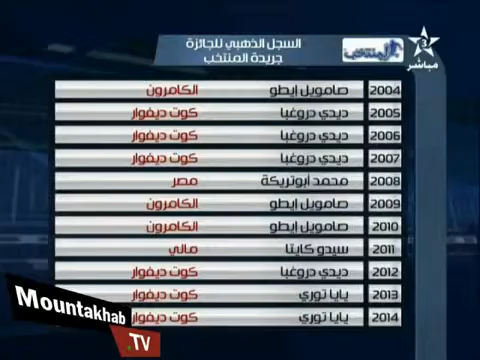 السجل الذهبي للجائزة
جريدة المنتخب
المنتخب
3
مباشر
2004 صامويل إيطو الكامرون
2005 ديدي دروغبا كوت ديفوار
2006 ديدي دروغبا كوت ديفوار
2007 ديدي دروغبا كوت ديفوار
2008 محمد أبوتريكة مصر
2009 صامويل إيطو الكامرون
2010 صامويل إيطو الكامرون
2011 سيدو كايتا مالي
2012 ديدي دروغبا كوت ديفوار
2013 يايا توري كوت ديفوار
2014 يايا توري كوت ديفوار
Mountakhab
.TV